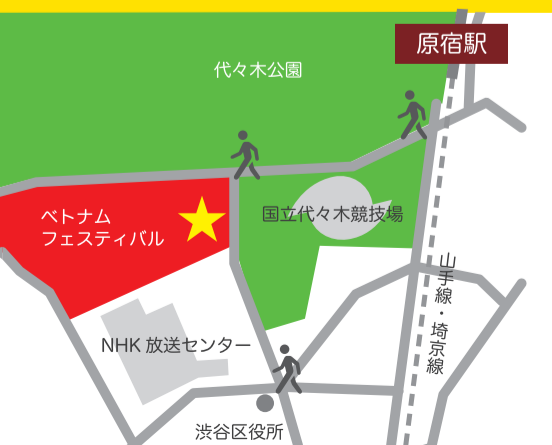 原宿駅
代々木公園
国立代々木競技場
ベトナム
フェスティバル
山手線・埼京線
NHK 放送センター
渋谷区役所